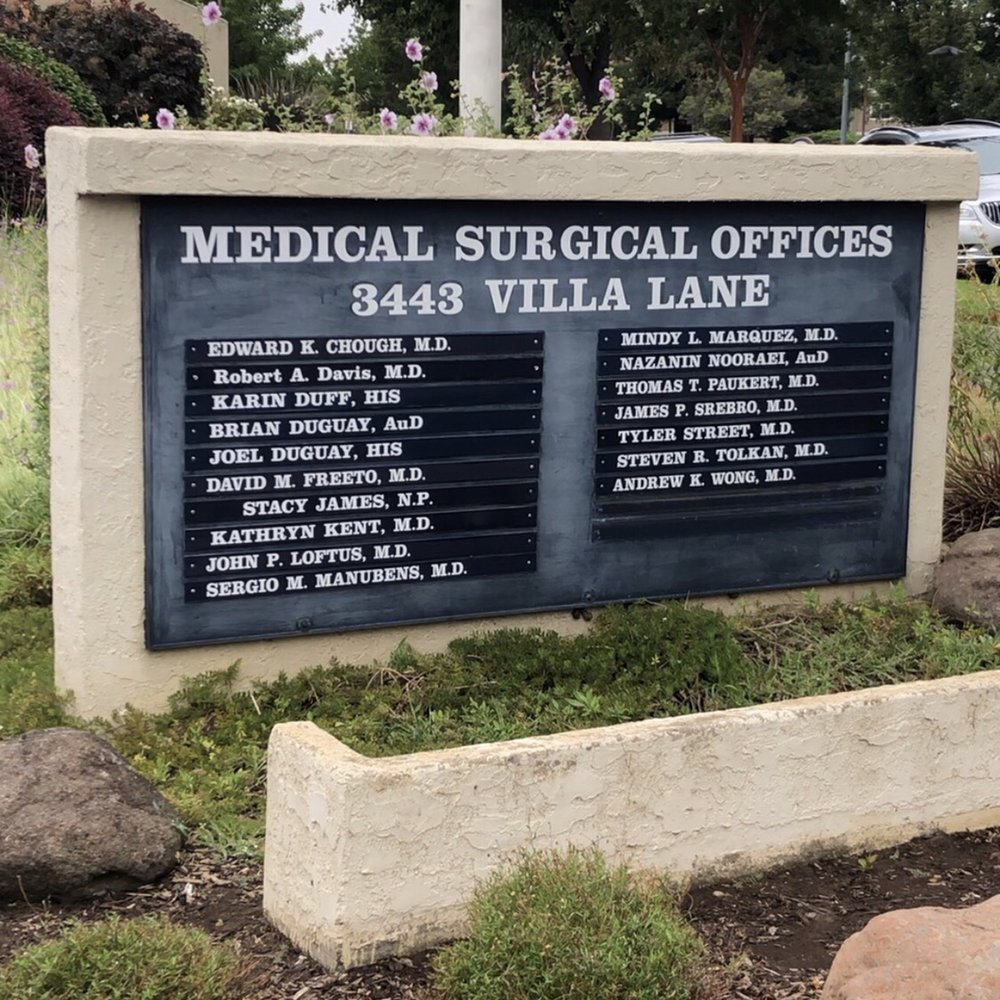 MEDICAL SURGICAL OFFICES
3443 VILLA LANE
EDWARD K. CHOUGH, M.D.
Robert A. Davis, M.D.
KARIN DUFF, HIS
BRIAN DUGUAY, AuD
JOEL DUGUAY, HIS
DAVID M. FREETO, M.D.
STACY JAMES, N.P.
KATHRYN KENT, M.D.
JOHN P. LOFTUS, M.D.
SERGIO M. MANUBENS, M.D.
MINDY L. MARQUEZ, M.D.
NAZANIN NOORAEI, AuD
THOMAS T. PAUKERT, M.D.
JAMES P. SREBRO, M.D.
TYLER STREET, M.D.
STEVEN R. TOLKAN, M.D.
ANDREW K. WONG, M.D.